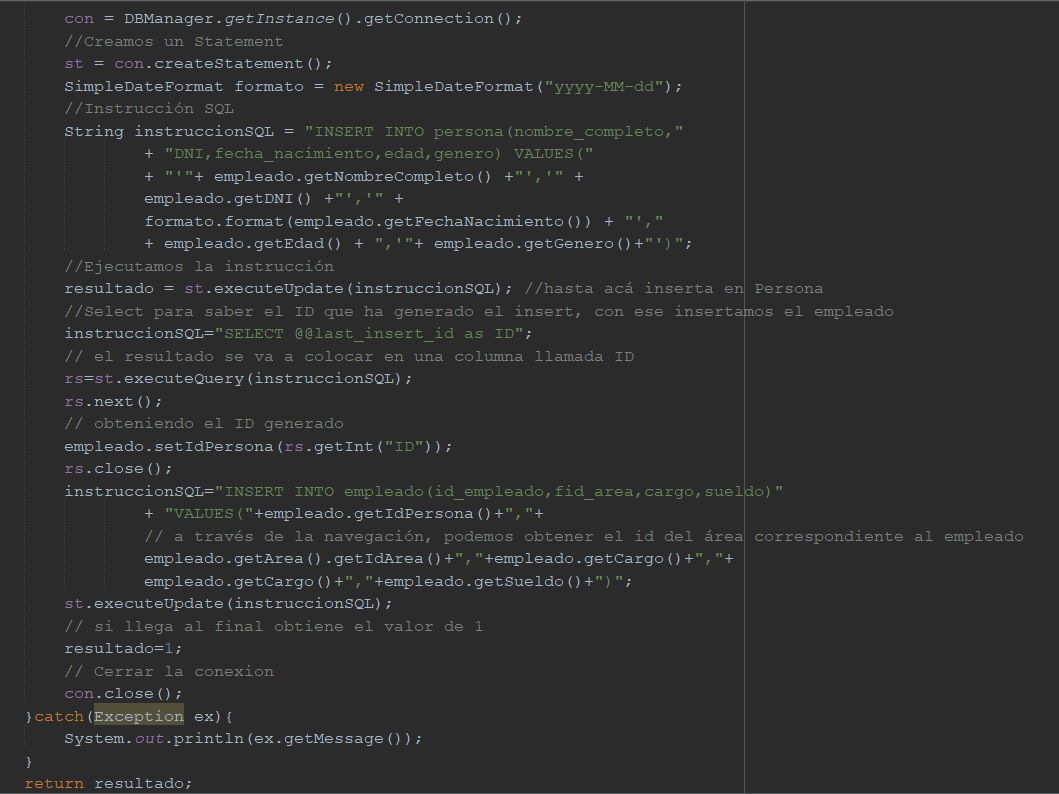 con = DBManager.getInstance().getConnection();
//Creamos un Statement
st = con.createStatement();
SimpleDateFormat formato = new SimpleDateFormat("yyyy-MM-dd");
//Instrucción SQL
String instruccionSQL = "INSERT INTO persona(nombre_completo,"
+ "DNI,fecha_nacimiento,edad,genero) VALUES("
+ "'"+ empleado.getNombreCompleto() +"','" +
empleado.getDNI() +"','" +
formato.format(empleado.getFechaNacimiento()) + "',"
+ empleado.getEdad() + ",'"+ empleado.getGenero()+"')";
//Ejecutamos la instrucción
resultado = st.executeUpdate(instruccionSQL); //hasta acá inserta en Persona
//Select para saber el ID que ha generado el insert, con ese insertamos el empleado
instruccionSQL="SELECT @@last_insert_id as ID";
// el resultado se va a colocar en una columna llamada ID
rs=st.executeQuery(instruccionSQL);
rs.next();
// obteniendo el ID generado
empleado.setIdPersona(rs.getInt("ID"));
rs.close();
instruccionSQL="INSERT INTO empleado(id_empleado,fid_area,cargo,sueldo)"
+ "VALUES("+empleado.getIdPersona()+","+
// a través de la navegación, podemos obtener el id del área correspondiente al empleado
empleado.getArea().getIdArea()+","+empleado.getCargo()+","+
empleado.getCargo()+","+empleado.getSueldo()+")";
st.executeUpdate(instruccionSQL);
// si llega al final obtiene el valor de 1
resultado=1;
// Cerrar la conexion
con.close();
}catch(Exception ex){
System.out.println(ex.getMessage());
}
return resultado;